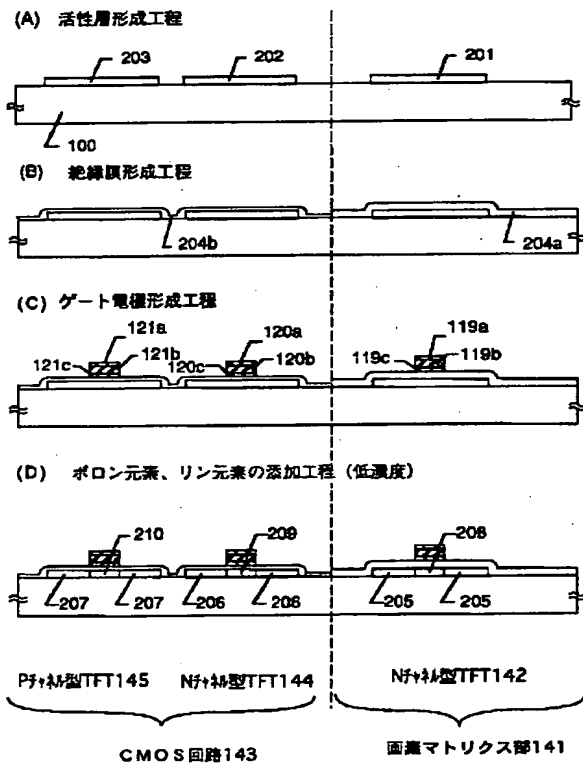 (A) 活性層形成工程
203 202 201
100
(B) 絶縁膜形成工程
204b 204a
(C) ゲート電極形成工程
121a 120a 119a
121c 121b 120c 120b 119c 119b
(D) ボロン元素、リン元素の添加工程（低濃度）
210 209 208
207 207 206 206 205 205
Pチャネル型TFT145 Nチャネル型TFT144 Nチャネル型TFT142
CMOS回路143 画素マトリクス部141